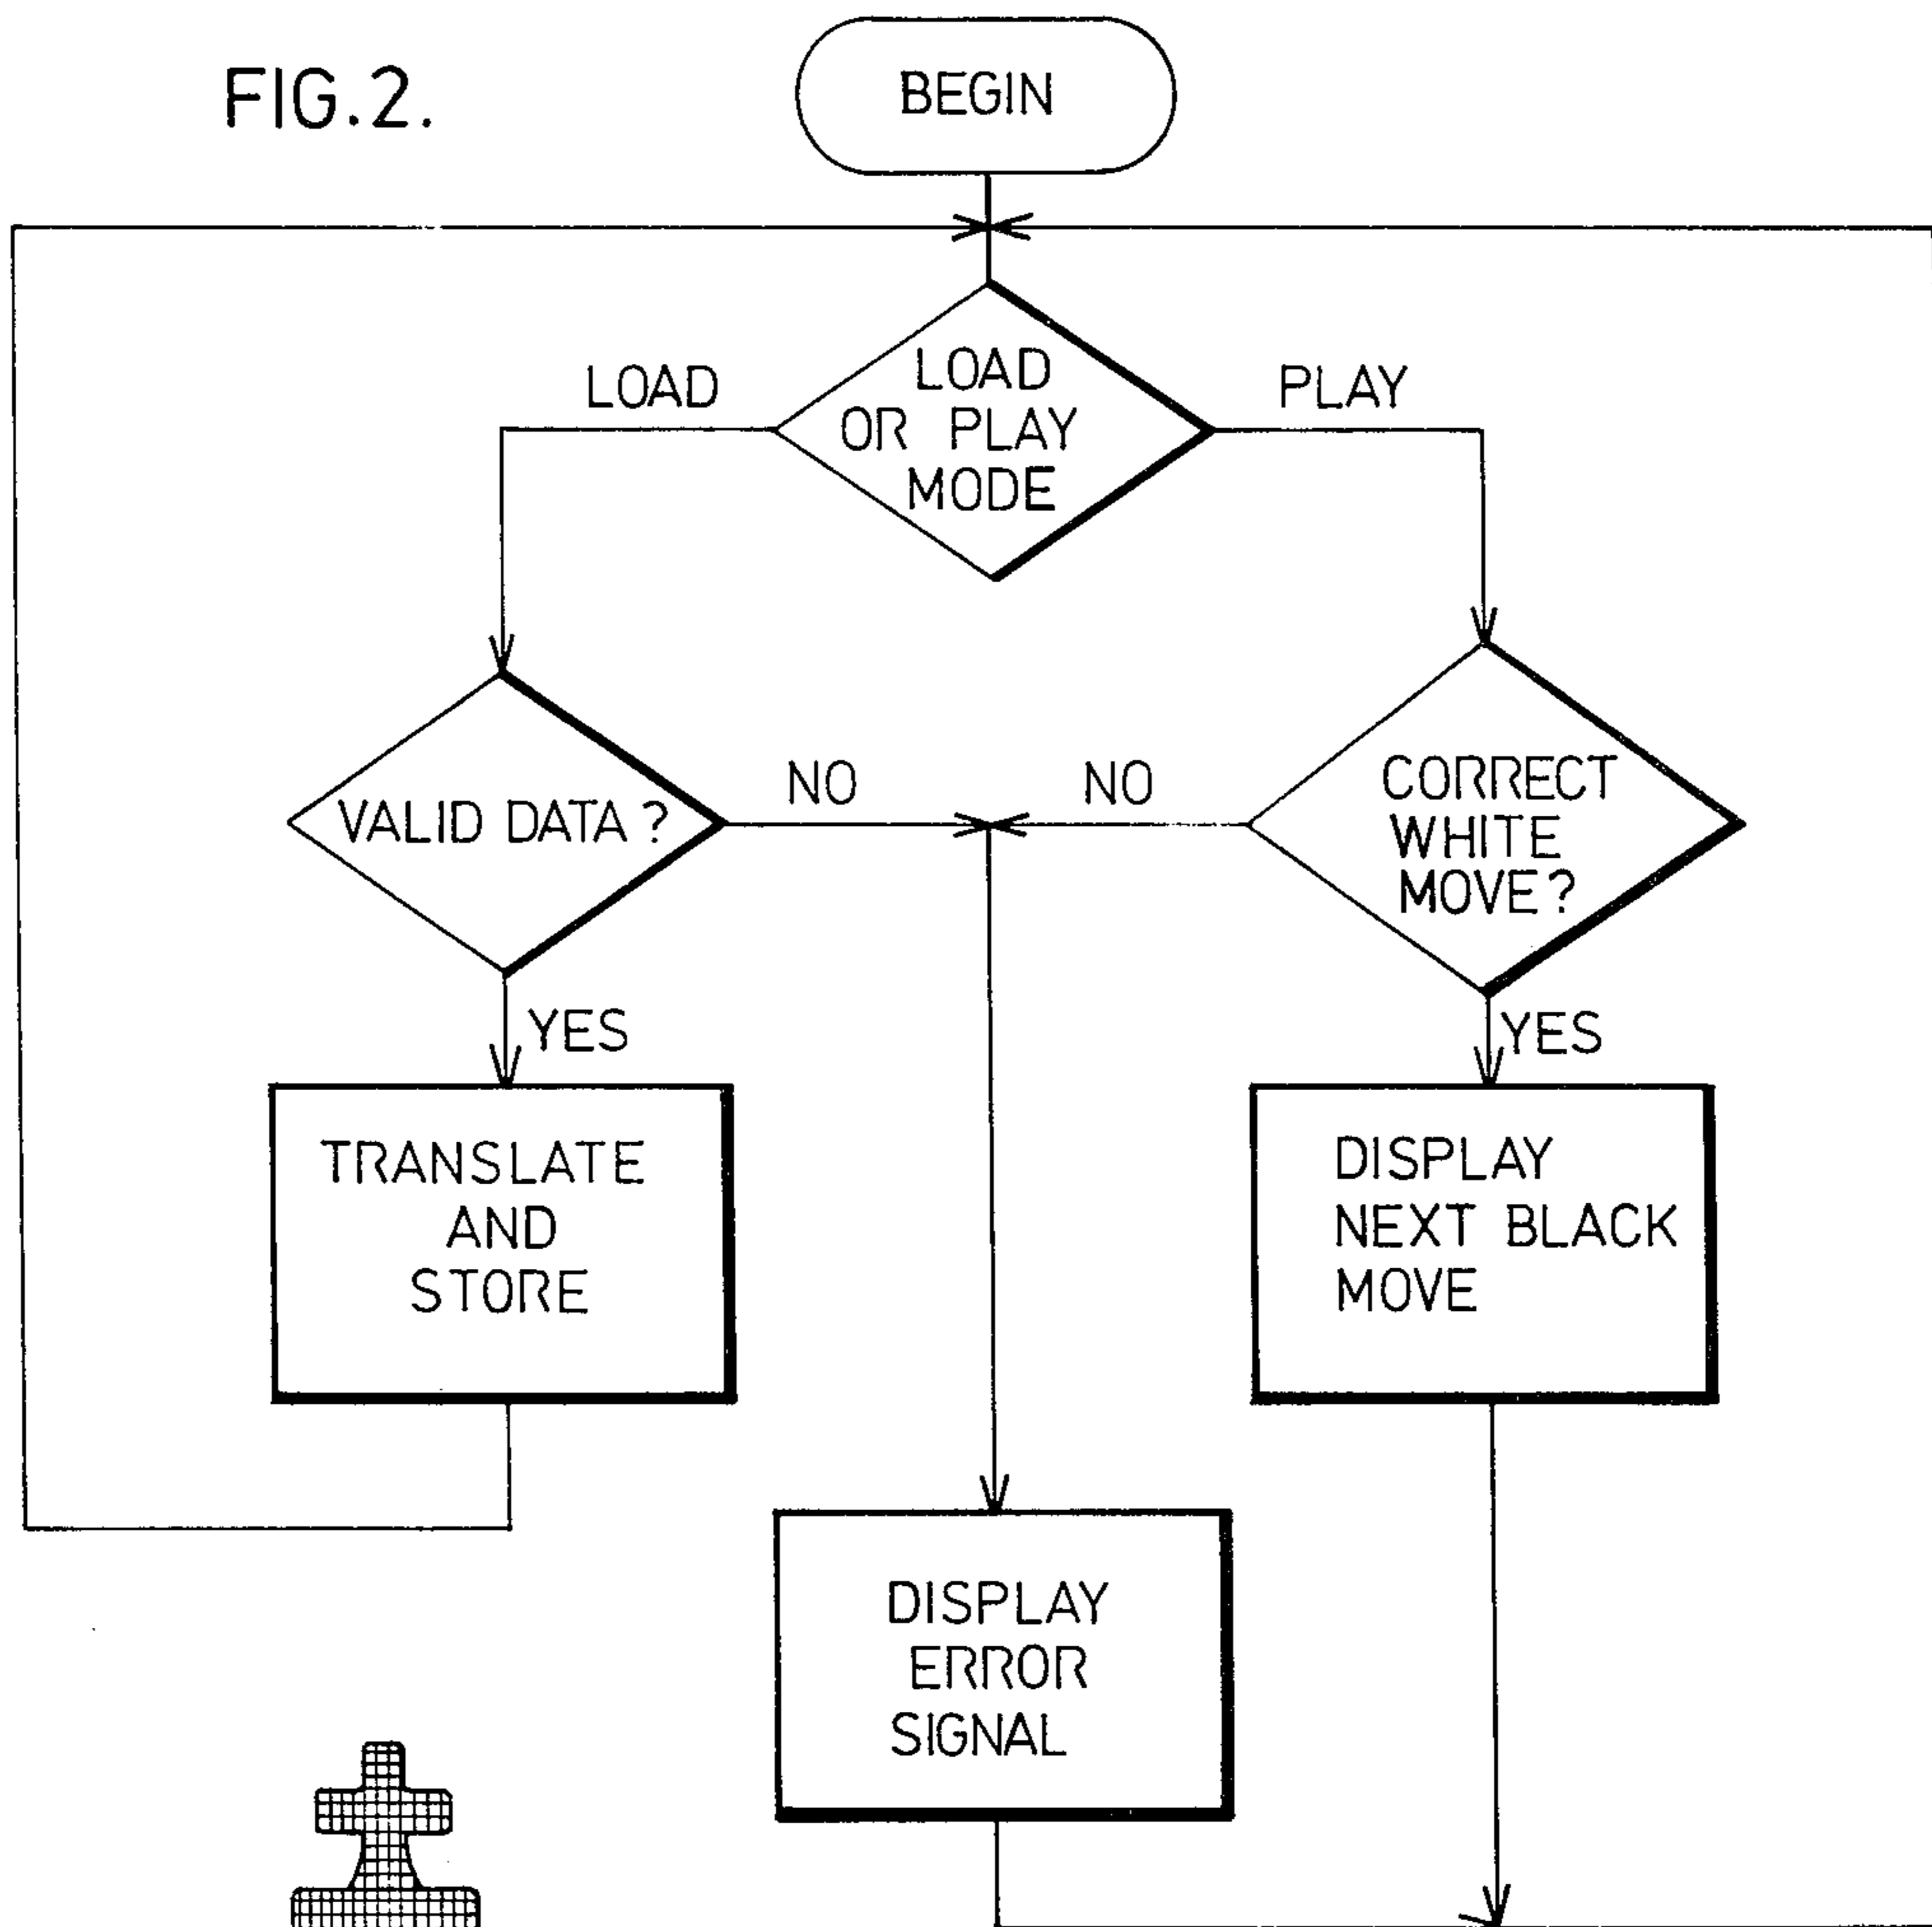 FIG.2.
BEGIN
LOAD
LOAD
OR PLAY
MODE
PLAY
VALID DATA ?
NO
NO
CORRECT
WHITE
MOVE?
YES
YES
TRANSLATE
AND
STORE
DISPLAY
NEXT BLACK
MOVE
DISPLAY
ERROR
SIGNAL